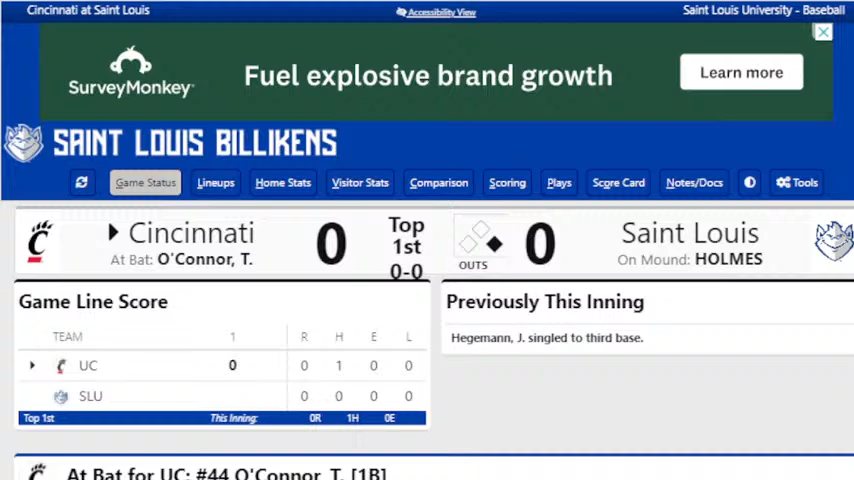 Cincinnati at Saint Louis
Accessibility View
Saint Louis University - Baseball
SurveyMonkey
Fuel explosive brand growth
Learn more
SAINT LOUIS BILLIKENS
Game Status Lineups Home Stats Visitor Stats Comparison Scoring Plays Score Card Notes/Docs Tools
Cincinnati
At Bat: O'Connor, T.
0
Top
1st
0-0
OUTS
0
Saint Louis
On Mound: HOLMES
Game Line Score
TEAM 1 R H E L
UC 0 0 1 0 0
SLU 0 0 0 0
Top 1st This Inning: 0R 1H 0E
Previously This Inning
Hegemann, J. singled to third base.
At Bat for UC: #44 O'Connor, T. [1B]